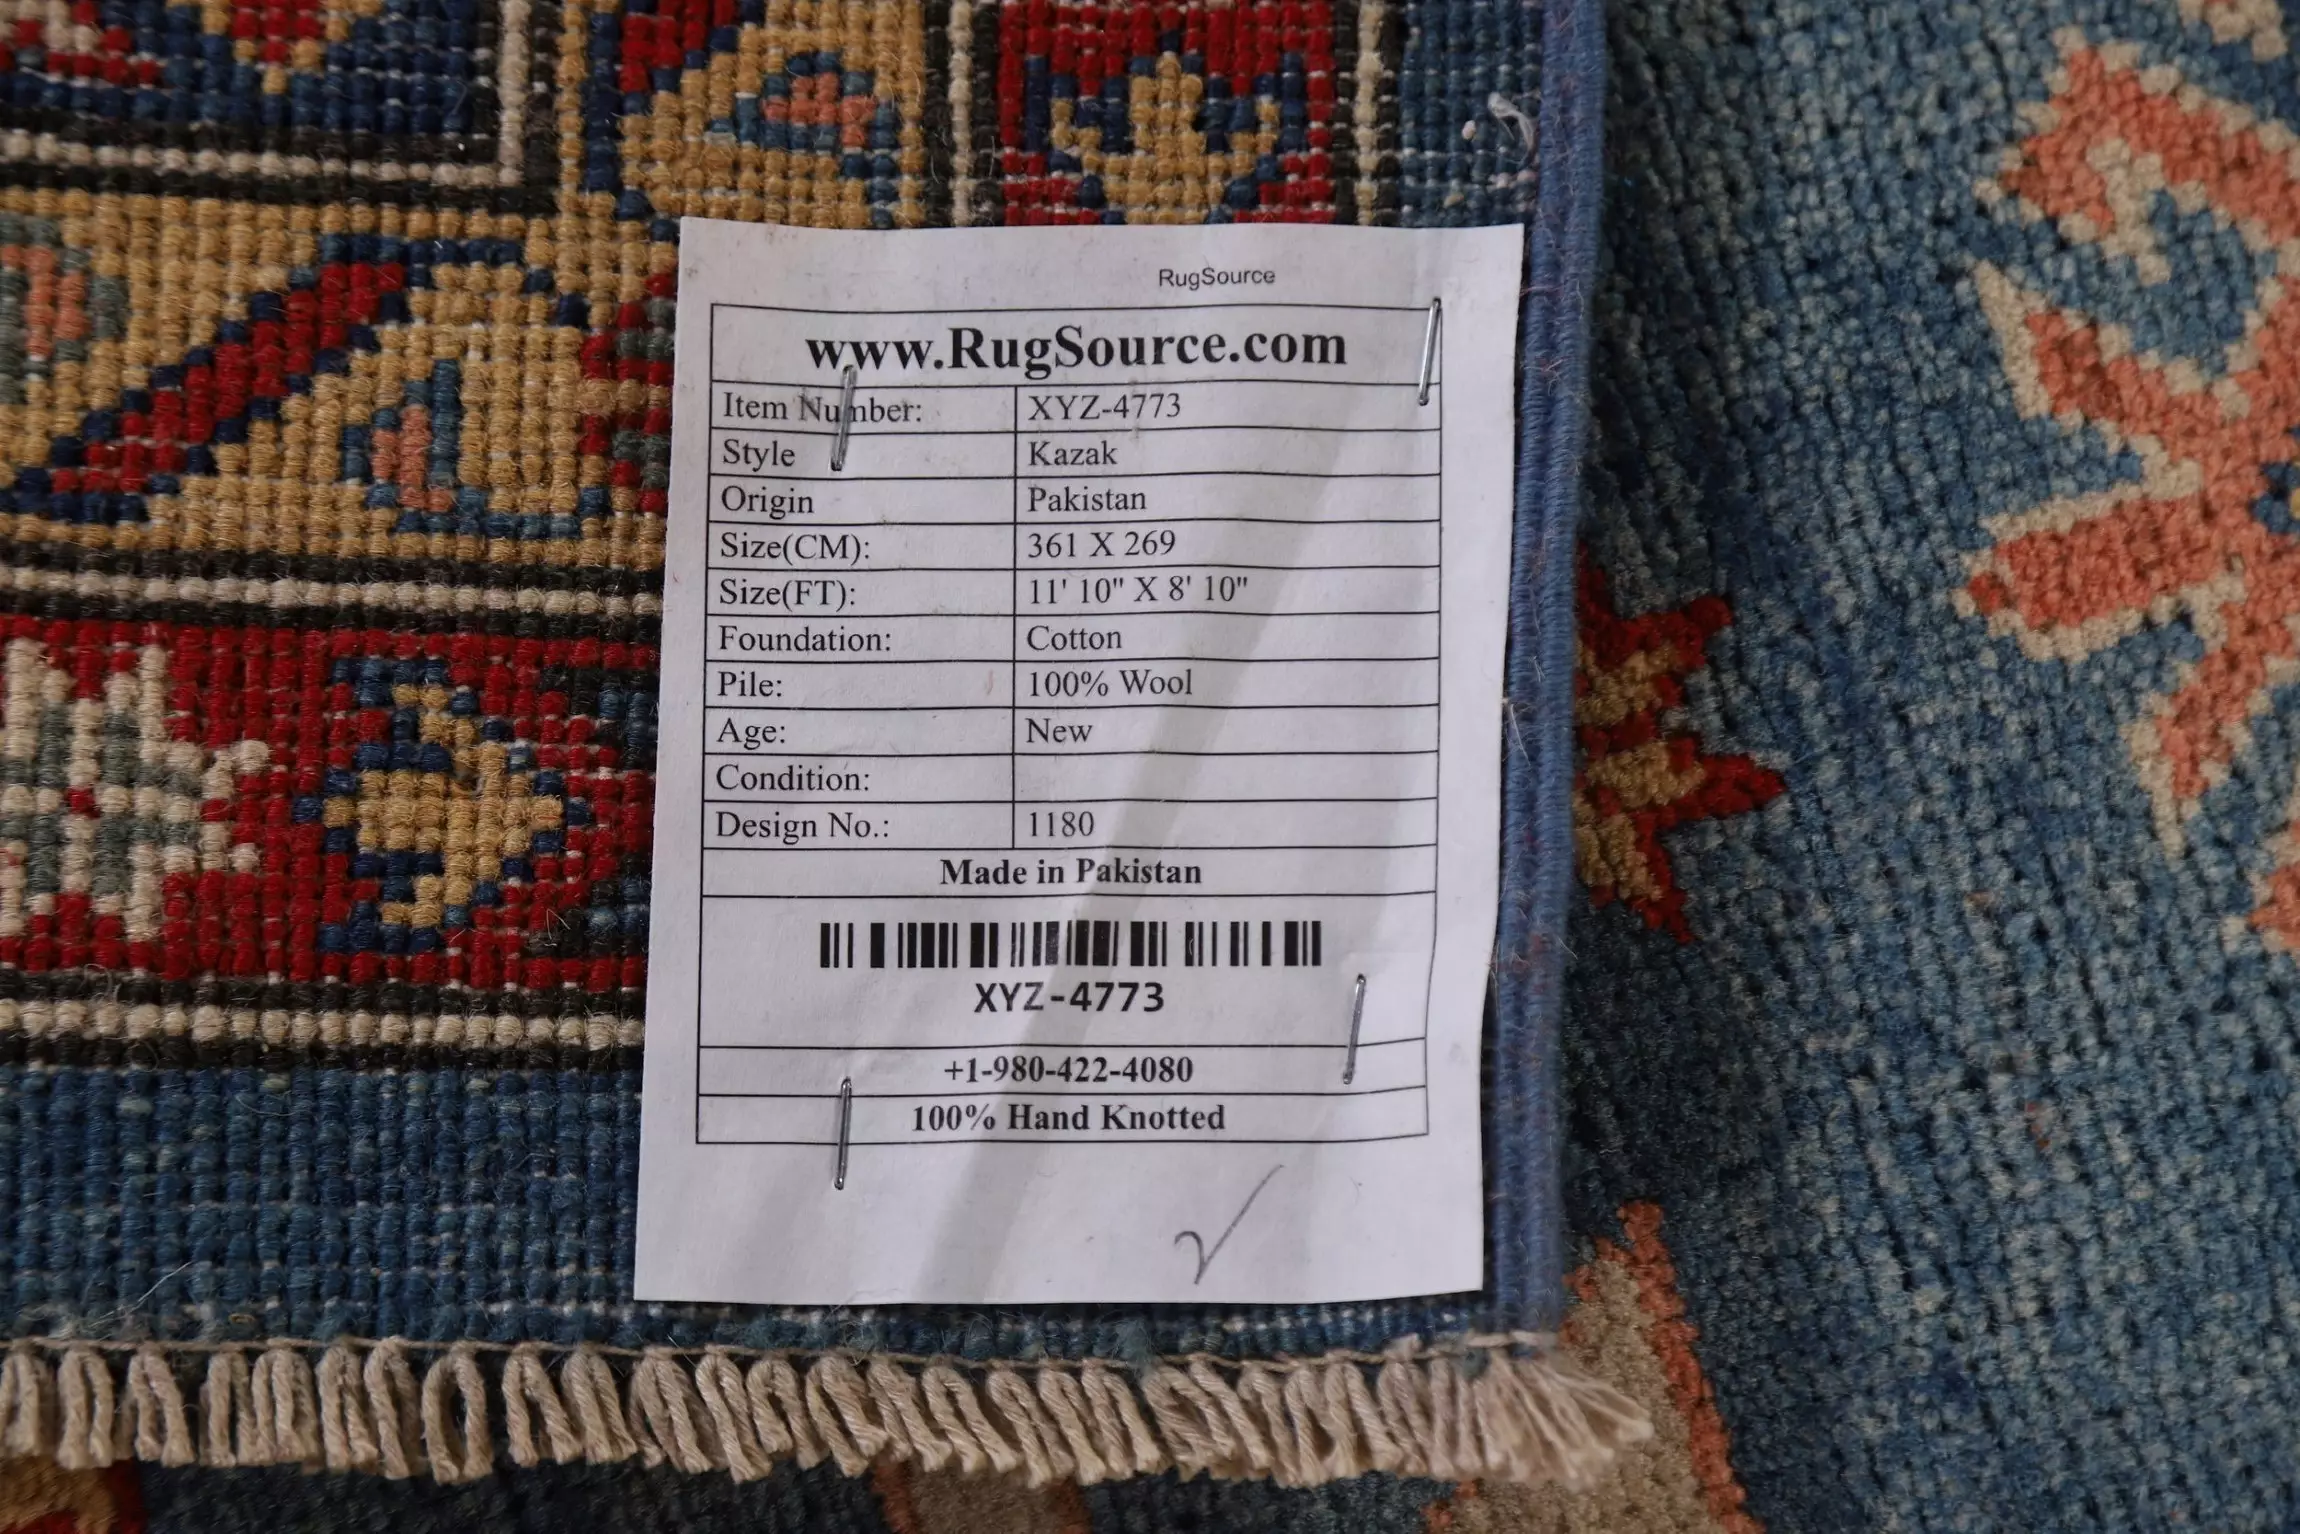 RugSource
www.RugSource.com
Item Number: XYZ-4773
Style Kazak
Origin Pakistan
Size(CM): 361 X 269
Size(FT): 11' 10" X 8' 10"
Foundation: Cotton
Pile: 100% Wool
Age: New
Condition:
Design No.: 1180
Made in Pakistan
XYZ-4773
+1-980-422-4080
100% Hand Knotted